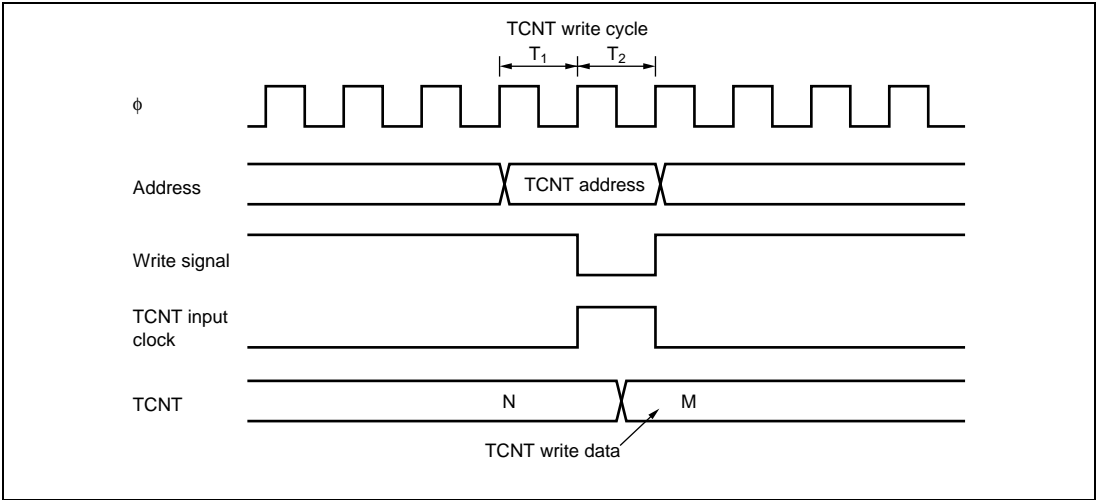 TCNT write cycle
T1 T2
ϕ
Address
TCNT address
Write signal
TCNT input
clock
TCNT
N
M
TCNT write data